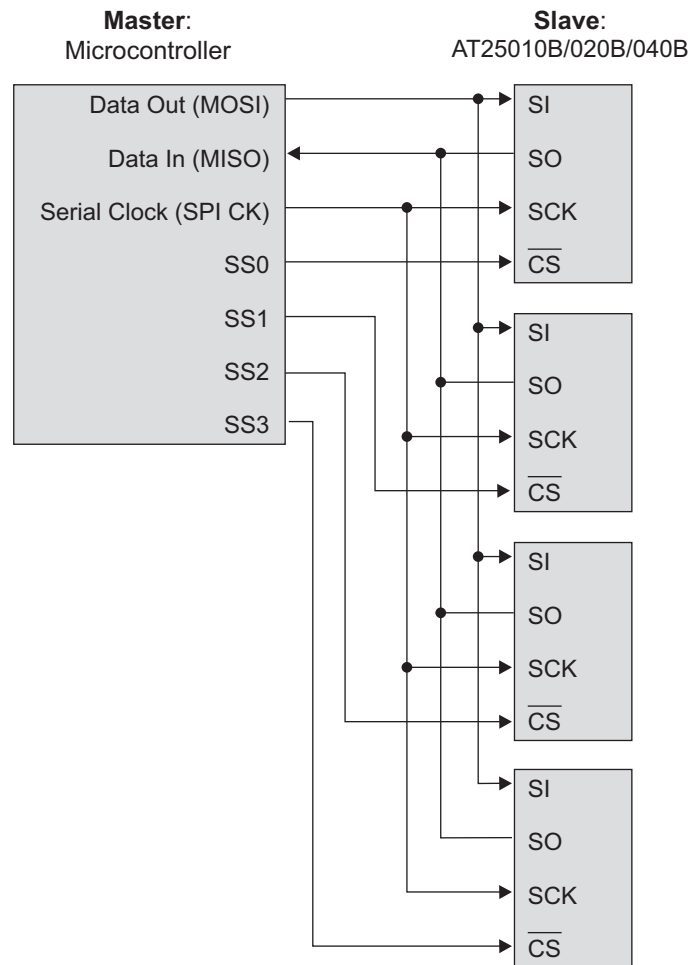 Master:
Microcontroller
Slave:
AT25010B/020B/040B
Data Out (MOSI)
Data In (MISO)
Serial Clock (SPI CK)
SS0
SS1
SS2
SS3
SI
SO
SCK
CS
SI
SO
SCK
CS
SI
SO
SCK
CS
SI
SO
SCK
CS